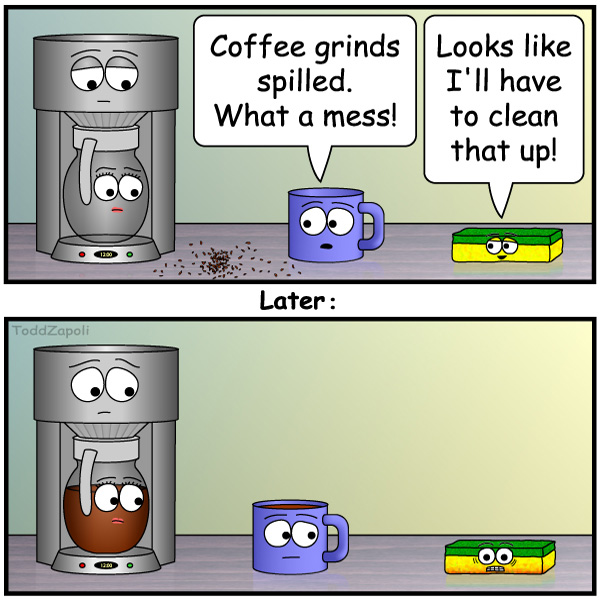 Coffee grinds
spilled.
What a mess!
Looks like
I'll have
to clean
that up!
12:00
Later:
ToddZapoli
12:00